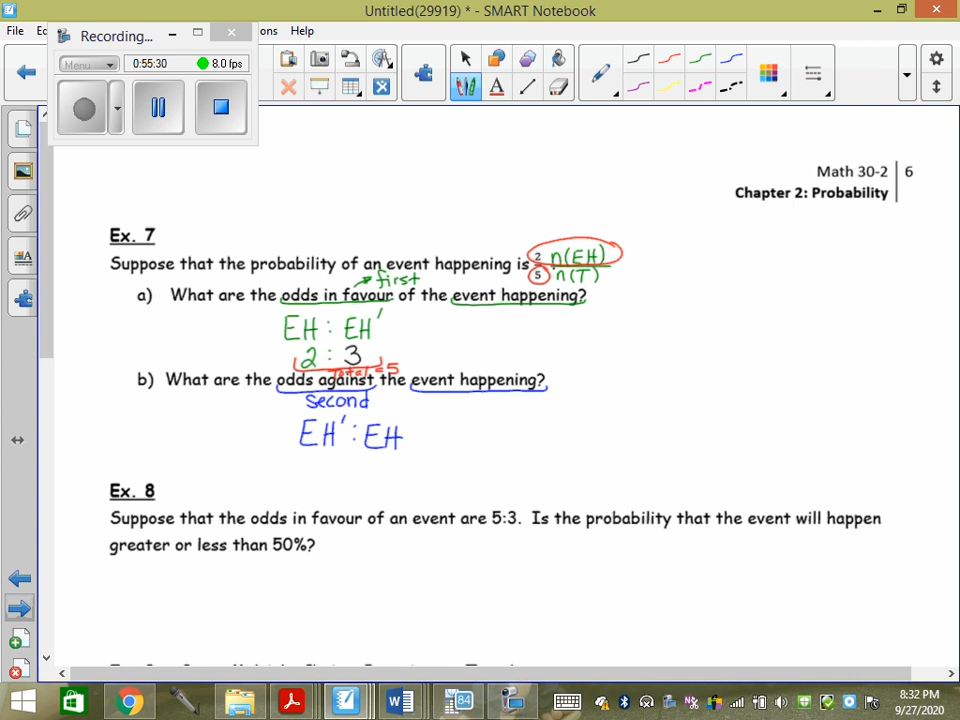 Untitled(29919) * - SMART Notebook
File
Help
Recording...
Menu
0:55:30
8.0 fps
Math 30-2 6
Chapter 2: Probability
Ex. 7
Suppose that the probability of an event happening is 2/5 n(EH)/n(T)
first
a) What are the odds in favour of the event happening?
EH : EH'
2 : 3
Total = 5
b) What are the odds against the event happening?
second
EH' : EH
Ex. 8
Suppose that the odds in favour of an event are 5:3. Is the probability that the event will happen
greater or less than 50%?
84
8:32 PM
9/27/2020